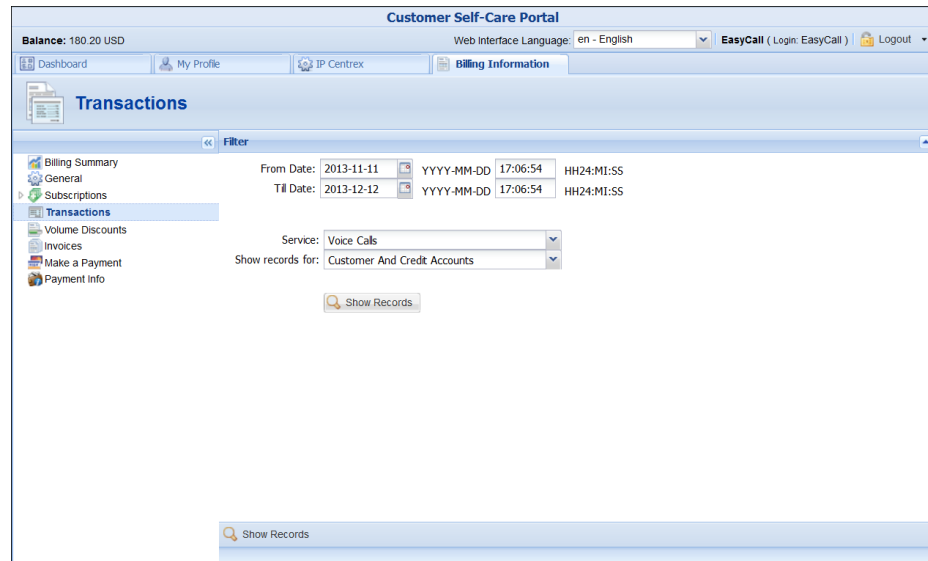 Customer Self-Care Portal
Balance: 180.20 USD Web Interface Language: en - English EasyCall ( Login: EasyCall ) Logout
Dashboard My Profile IP Centrex Billing Information
Transactions
Filter
Billing Summary
General
Subscriptions
Transactions
Volume Discounts
Invoices
Make a Payment
Payment Info
From Date: 2013-11-11 YYYY-MM-DD 17:06:54 HH24:MI:SS
Till Date: 2013-12-12 YYYY-MM-DD 17:06:54 HH24:MI:SS
Service: Voice Calls
Show records for: Customer And Credit Accounts
Show Records
Show Records